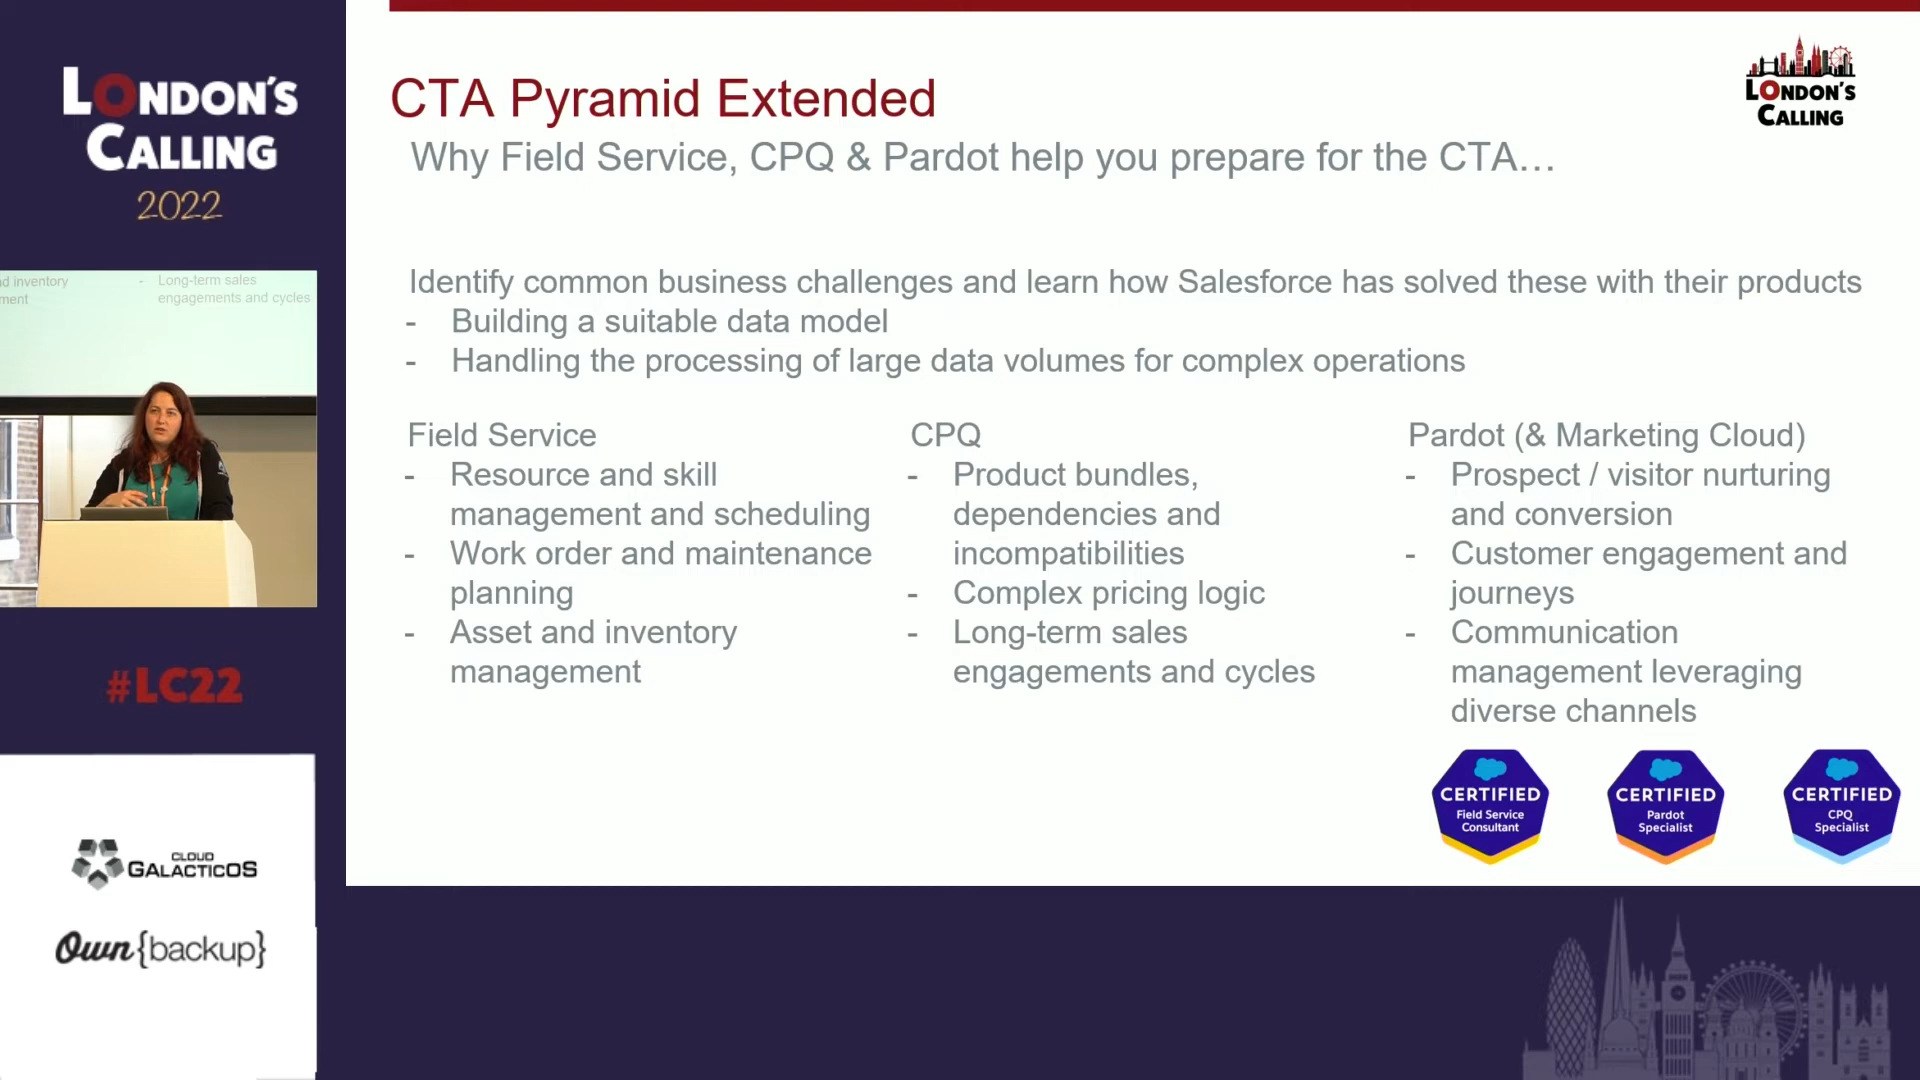 LONDON'S
CALLING
2022
d inventory
ment
- Long-term sales
engagements and cycles
#LC22
CLOUD
GALACTICOS
Own{backup}
CTA Pyramid Extended
LONDON'S
CALLING
Why Field Service, CPQ & Pardot help you prepare for the CTA…
Identify common business challenges and learn how Salesforce has solved these with their products
- Building a suitable data model
- Handling the processing of large data volumes for complex operations
Field Service
- Resource and skill
management and scheduling
- Work order and maintenance
planning
- Asset and inventory
management
CPQ
- Product bundles,
dependencies and
incompatibilities
- Complex pricing logic
- Long-term sales
engagements and cycles
Pardot (& Marketing Cloud)
- Prospect / visitor nurturing
and conversion
- Customer engagement and
journeys
- Communication
management leveraging
diverse channels
CERTIFIED
Field Service
Consultant
CERTIFIED
Pardot
Specialist
CERTIFIED
CPQ
Specialist